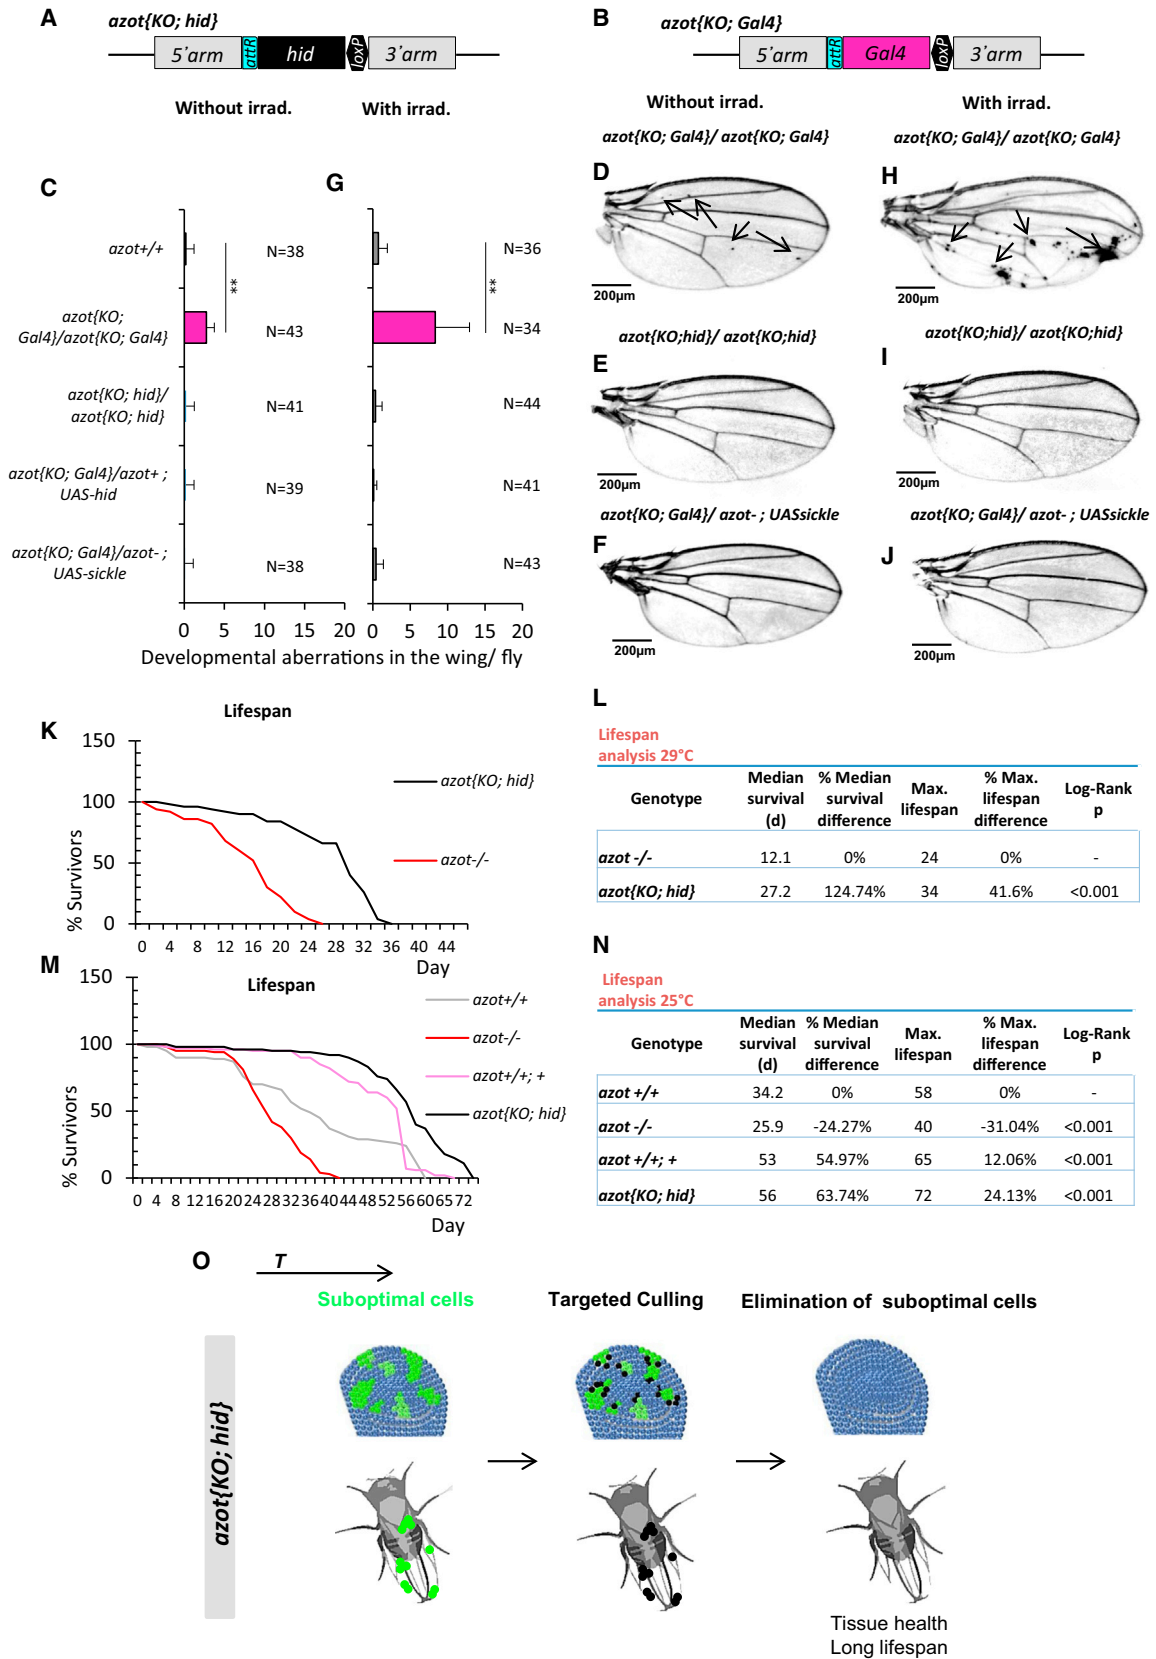 A
azot{KO; hid}
5'arm attR hid loxP 3'arm
B
azot{KO; Gal4}
5'arm attR Gal4 loxP 3'arm
Without irrad. With irrad.
Without irrad. With irrad.
azot{KO; Gal4}/ azot{KO; Gal4} azot{KO; Gal4}/ azot{KO; Gal4}
C
G
azot+/+
N=38
N=36
**
**
azot{KO;
Gal4}/azot{KO; Gal4}
N=43
N=34
azot{KO; hid}/
azot{KO; hid}
N=41
N=44
azot{KO; Gal4}/azot+ ;
UAS-hid
N=39
N=41
azot{KO; Gal4}/azot- ;
UAS-sickle
N=38
N=43
0 5 10 15 20 0 5 10 15 20
Developmental aberrations in the wing/ fly
D
200µm
H
200µm
azot{KO;hid}/ azot{KO;hid} azot{KO;hid}/ azot{KO;hid}
E
200µm
I
200µm
azot{KO; Gal4}/ azot- ; UASsickle azot{KO; Gal4}/ azot- ; UASsickle
F
200µm
J
200µm
K
Lifespan
150
100
50
0
% Survivors
azot{KO; hid}
azot-/-
0 4 8 12 16 20 24 28 32 36 40 44
Day
L
Lifespan
analysis 29°C
Genotype Median survival (d) % Median survival difference Max. lifespan % Max. lifespan difference Log-Rank p
azot -/- 12.1 0% 24 0% -
azot{KO; hid} 27.2 124.74% 34 41.6% <0.001
M
Lifespan
150
100
50
0
% Survivors
azot+/+
azot-/-
azot+/+; +
azot{KO; hid}
0 4 8 12 16 20 24 28 32 36 40 44 48 52 56 60 65 72
Day
N
Lifespan
analysis 25°C
Genotype Median survival (d) % Median survival difference Max. lifespan % Max. lifespan difference Log-Rank p
azot +/+ 34.2 0% 58 0% -
azot -/- 25.9 -24.27% 40 -31.04% <0.001
azot +/+; + 53 54.97% 65 12.06% <0.001
azot{KO; hid} 56 63.74% 72 24.13% <0.001
O
T
Suboptimal cells Targeted Culling Elimination of suboptimal cells
azot{KO; hid}
Tissue health
Long lifespan